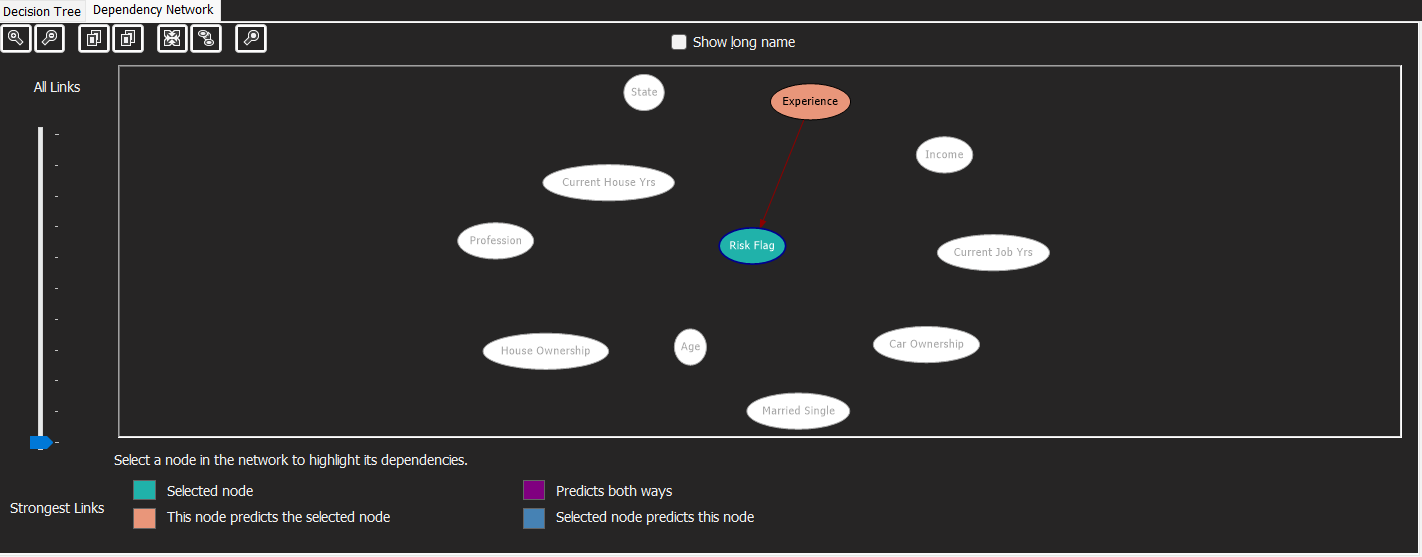 Decision Tree
Dependency Network
Show long name
All Links
State
Experience
Income
Current House Yrs
Profession
Risk Flag
Current Job Yrs
House Ownership
Age
Car Ownership
Married Single
Select a node in the network to highlight its dependencies.
Selected node
Predicts both ways
Strongest Links
This node predicts the selected node
Selected node predicts this node